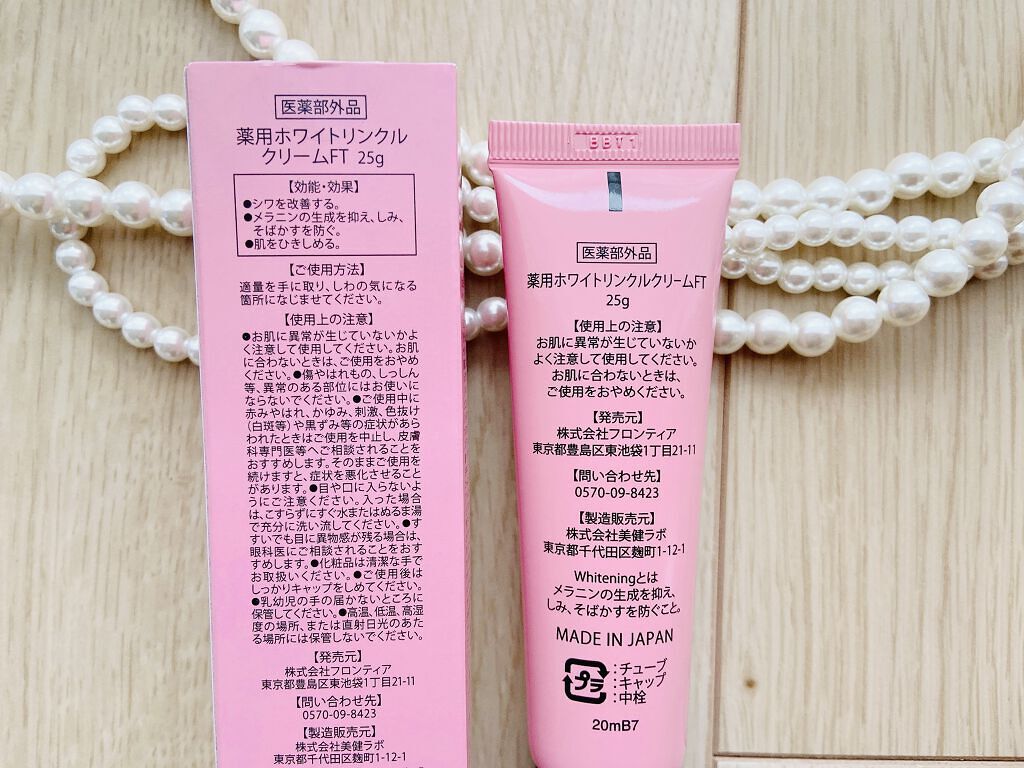 医薬部外品
薬用ホワイトリンクル
クリームFT 25g
【効能・効果】
●シワを改善する。
●メラニンの生成を抑え、しみ、
そばかすを防ぐ。
●肌をひきしめる。
【ご使用方法】
適量を手に取り、しわの気になる
箇所になじませてください。
【使用上の注意】
●お肌に異常が生じていないかよ
く注意して使用してください。お肌
に合わないときは、ご使用をおやめ
ください。●傷やはれもの、しっしん
等、異常のある部位にはお使いに
ならないでください。●ご使用中に
赤みやはれ、かゆみ、刺激、色抜け
(白斑等)や黒ずみ等の症状があら
われたときはご使用を中止し、皮膚
科専門医等へご相談されることを
おすすめします。そのままご使用を
続けますと、症状を悪化させること
があります。●目や口に入らないよ
うにご注意ください。入った場合
は、こすらずにすぐ水またはぬるま湯
で充分に洗い流してください。●す
すいでも目に異物感が残る場合は、
眼科医にご相談されることをおす
すめします。●化粧品は清潔な手で
お取扱いください。●ご使用後は
しっかりキャップをしめてください。
●乳幼児の手の届かないところに
保管してください。●高温、低温、高湿
度の場所、または直射日光のあた
る場所には保管しないでください。
【発売元】
株式会社フロンティア
東京都豊島区東池袋1丁目21-11
【問い合わせ先】
0570-09-8423
【製造販売元】
株式会社美健ラボ
東京都千代田区麹町1-12-1
医薬部外品
薬用ホワイトリンクルクリームFT
25g
【使用上の注意】
お肌に異常が生じていないか
よく注意して使用してください。
お肌に合わないときは、
ご使用をおやめください。
【発売元】
株式会社フロンティア
東京都豊島区東池袋1丁目21-11
【問い合わせ先】
0570-09-8423
【製造販売元】
株式会社美健ラボ
東京都千代田区麹町1-12-1
Whiteningとは
メラニンの生成を抑え、
しみ、そばかすを防ぐこと。
MADE IN JAPAN
プラ
:チューブ
:キャップ
:中栓
20mB7